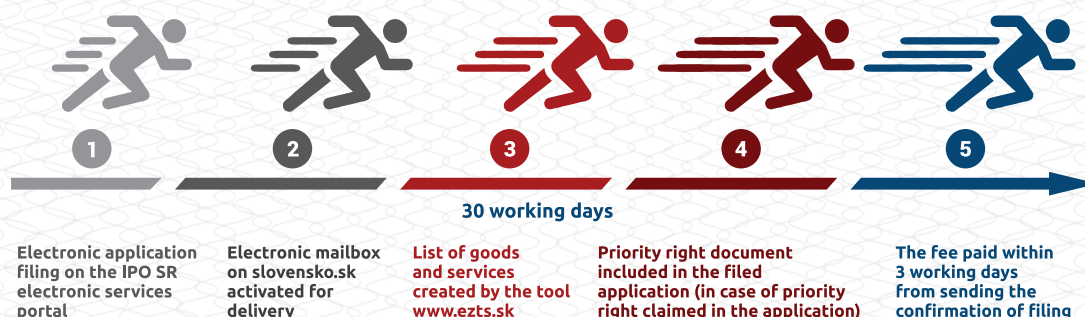 1
2
3
4
5
30 working days
Electronic application
filing on the IPO SR
electronic services
portal
Electronic mailbox
on slovensko.sk
activated for
delivery
List of goods
and services
created by the tool
www.ezts.sk
Priority right document
included in the filed
application (in case of priority
right claimed in the application)
The fee paid within
3 working days
from sending the
confirmation of filing